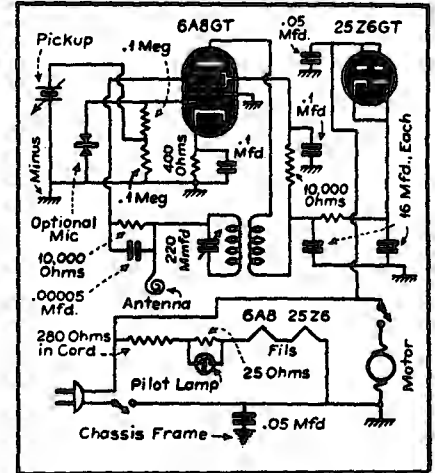 6A8GT
.05
Mfd.
25Z6GT
Pickup
.1 Meg
Minus
400
Ohms
.1
Mfd
.1
Mfd
Optional
Mic
.1 Meg
10,000
Ohms
16 Mfd., Each
10,000
Ohms
.00005
Mfd.
220
Mmfd
Antenna
280 Ohms
in Cord
6A8 25Z6
Fils
Pilot Lamp
25 Ohms
Motor
Chassis Frame
.05 Mfd